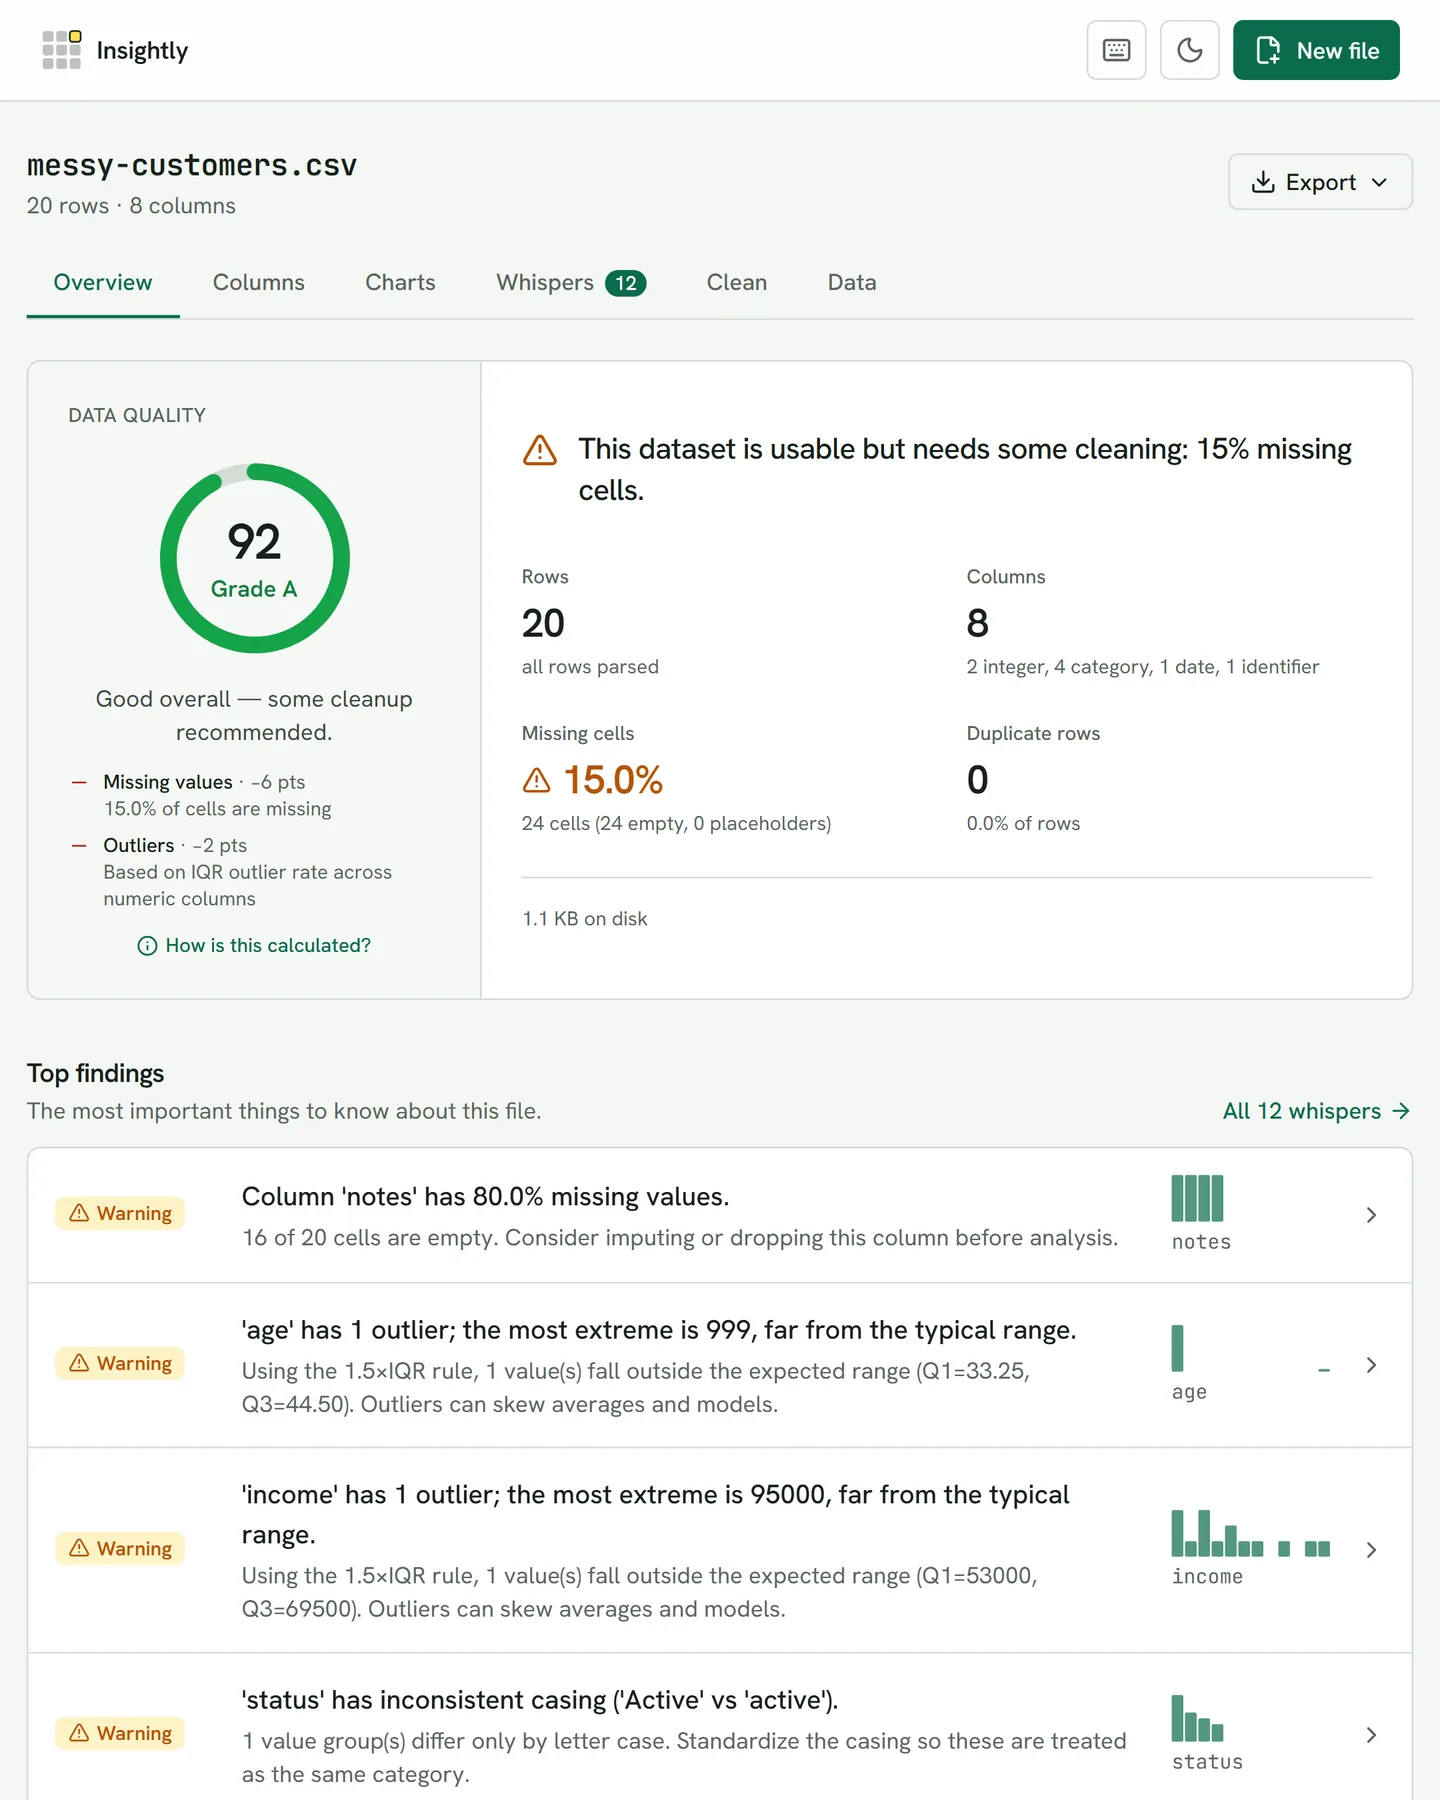 Insightly
New file
messy-customers.csv
20 rows · 8 columns
Export
Overview
Columns
Charts
Whispers 12
Clean
Data
DATA QUALITY
92
Grade A
Good overall — some cleanup
recommended.
Missing values · −6 pts
15.0% of cells are missing
Outliers · −2 pts
Based on IQR outlier rate across
numeric columns
How is this calculated?
This dataset is usable but needs some cleaning: 15% missing
cells.
Rows
20
all rows parsed
Columns
8
2 integer, 4 category, 1 date, 1 identifier
Missing cells
15.0%
24 cells (24 empty, 0 placeholders)
Duplicate rows
0
0.0% of rows
1.1 KB on disk
Top findings
The most important things to know about this file.
All 12 whispers →
Warning
Column 'notes' has 80.0% missing values.
16 of 20 cells are empty. Consider imputing or dropping this column before analysis.
notes
Warning
'age' has 1 outlier; the most extreme is 999, far from the typical range.
Using the 1.5×IQR rule, 1 value(s) fall outside the expected range (Q1=33.25,
Q3=44.50). Outliers can skew averages and models.
age
Warning
'income' has 1 outlier; the most extreme is 95000, far from the typical
range.
Using the 1.5×IQR rule, 1 value(s) fall outside the expected range (Q1=53000,
Q3=69500). Outliers can skew averages and models.
income
Warning
'status' has inconsistent casing ('Active' vs 'active').
1 value group(s) differ only by letter case. Standardize the casing so these are treated
as the same category.
status